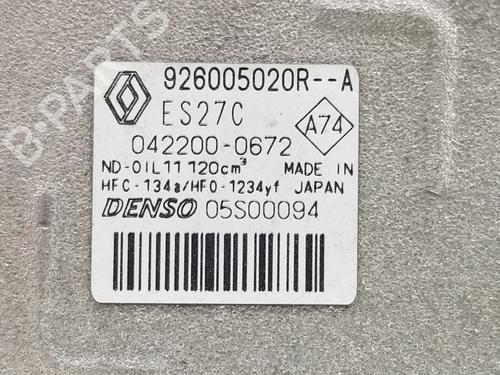 B-PARTS
926005020R--A
ES27C
A74
042200-0672
ND-OIL11 120cm³ MADE IN
HFC-134a/HFO-1234yf JAPAN
DENSO 05S00094